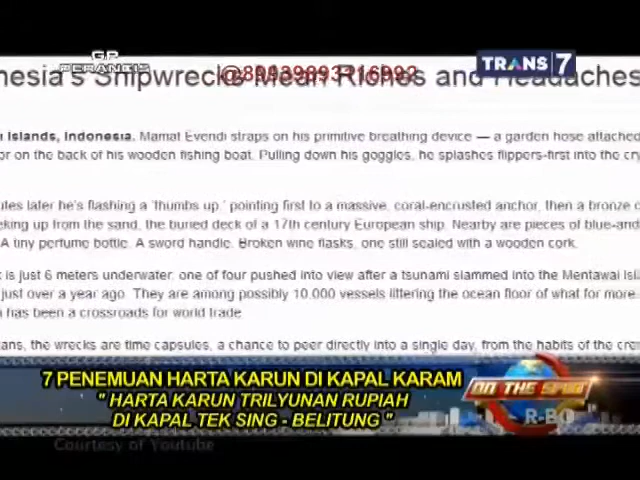 GP
PERANGIS
TRANS 7
@89939893216992
nesia's Shipwrecks Mean Riches and Headaches
i Islands, Indonesia. Mamat Evendi straps on his primitive breathing device — a garden hose attached
or on the back of his wooden fishing boat. Pulling down his goggles, he splashes flippers-first into the
utes later he's flashing a 'thumbs up,' pointing first to a massive, coral-encrusted anchor, then a bronze
eking up from the sand, the buried deck of a 17th century European ship. Nearby are pieces of blue-and-
A tiny perfume bottle. A sword handle. Broken wine flasks, one still sealed with a wooden cork.
is just 6 meters underwater, one of four pushed into view after a tsunami slammed into the Mentawai
just over a year ago. They are among possibly 10,000 vessels littering the ocean floor of what for more
has been a crossroads for world trade
ans, the wrecks are time capsules, a chance to peer directly into a single day, from the habits of the
7 PENEMUAN HARTA KARUN DI KAPAL KARAM
" HARTA KARUN TRILYUNAN RUPIAH
DI KAPAL TEK SING - BELITUNG "
ON THE SPOT
R-BO
Courtesy of Youtube